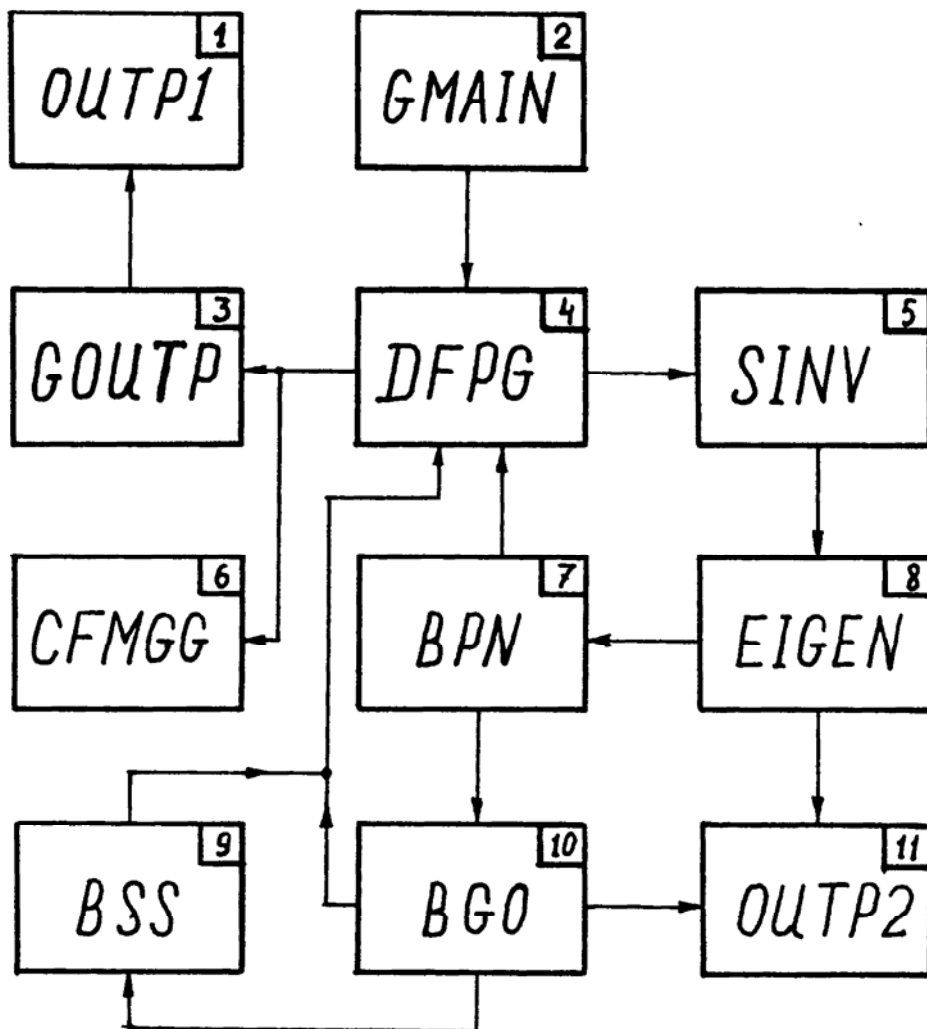 1
OUTP1
2
GMAIN
3
GOUTP
4
DFPG
5
SINV
6
CFMGG
7
BPN
8
EIGEN
9
BSS
10
BGO
11
OUTP2